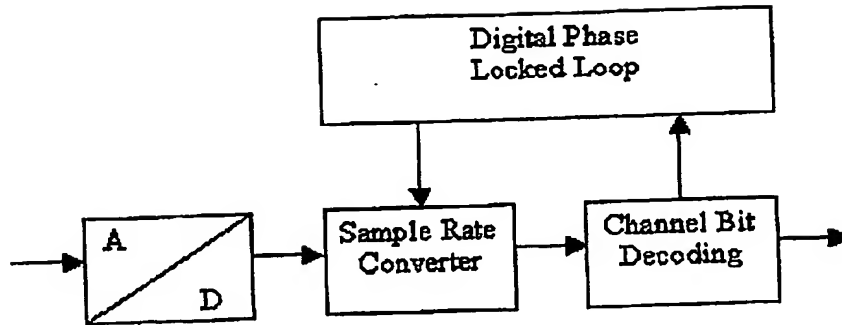 Digital Phase
Locked Loop
A
D
Sample Rate
Converter
Channel Bit
Decoding